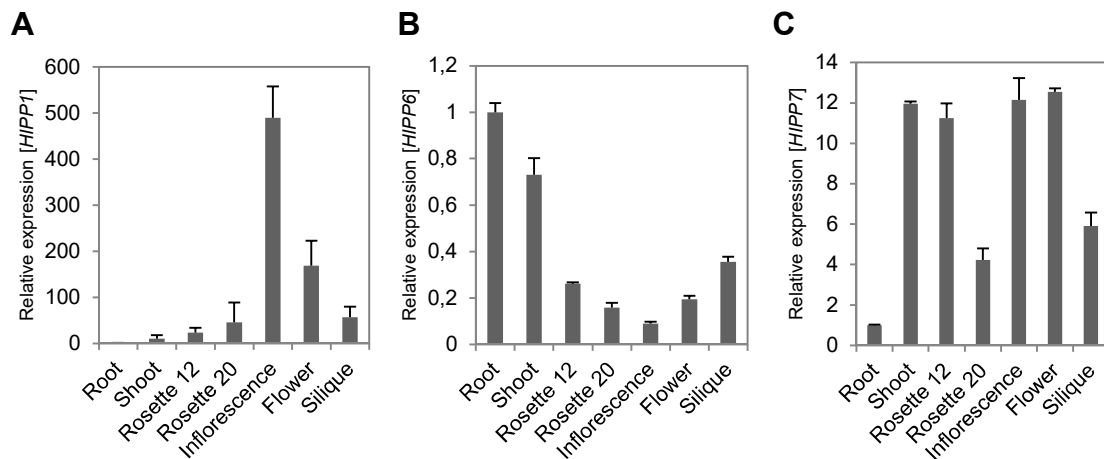 A
Relative expression [HIPP1]
600
500
400
300
200
100
0
Root
Shoot
Rosette 12
Rosette 20
Inflorescence
Flower
Silique
B
Relative expression [HIPP6]
1,2
1
0,8
0,6
0,4
0,2
0
Root
Shoot
Rosette 12
Rosette 20
Inflorescence
Flower
Silique
C
Relative expression [HIPP7]
14
12
10
8
6
4
2
0
Root
Shoot
Rosette 12
Rosette 20
Inflorescence
Flower
Silique